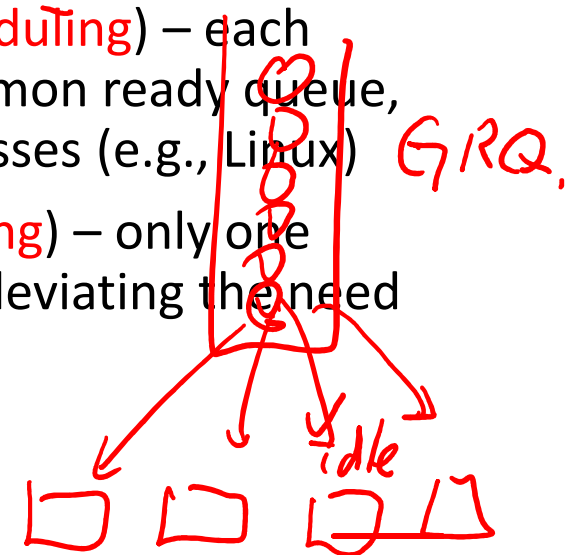 duling) – each
mon ready queue,
sses (e.g., Linux)
GRQ.
ng) – only one
leviating the need
idle